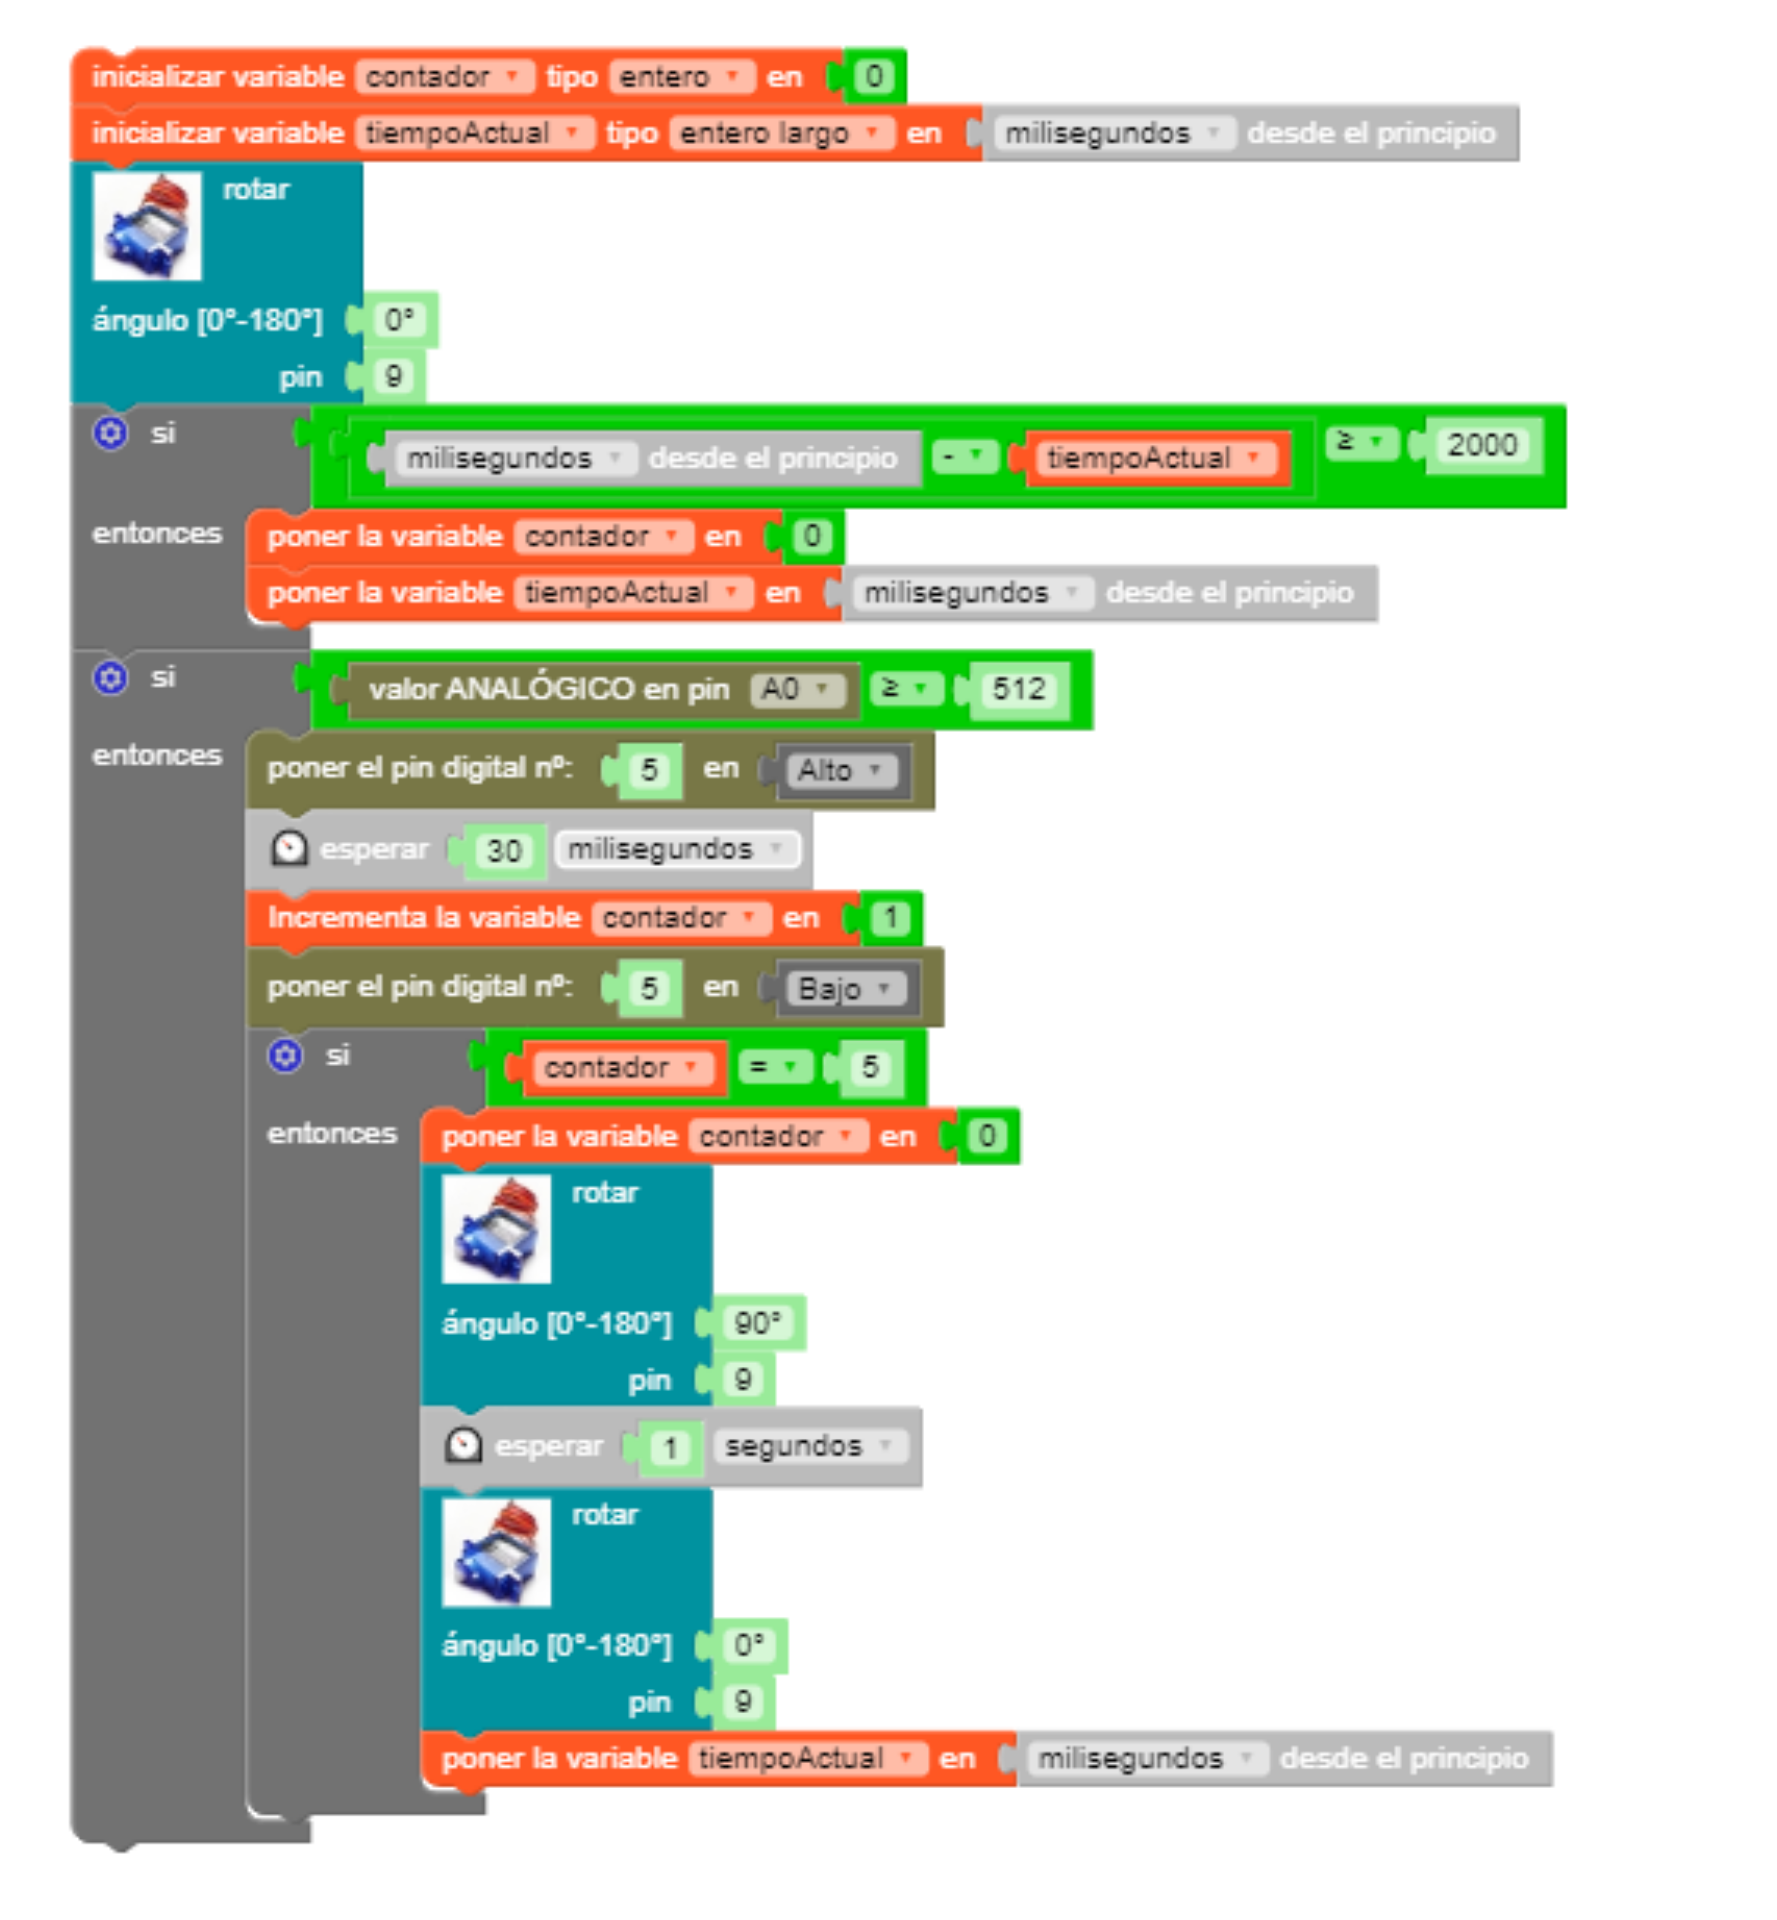 inicializar variable contador tipo entero en 0
inicializar variable tiempoActual tipo entero largo en milisegundos desde el principio
rotar
ángulo [0°-180°] 0°
pin 9
si milisegundos desde el principio - tiempoActual ≥ 2000
entonces poner la variable contador en 0
poner la variable tiempoActual en milisegundos desde el principio
si valor ANALÓGICO en pin A0 ≥ 512
entonces poner el pin digital nº: 5 en Alto
esperar 30 milisegundos
Incrementa la variable contador en 1
poner el pin digital nº: 5 en Bajo
si contador = 5
entonces poner la variable contador en 0
rotar
ángulo [0°-180°] 90°
pin 9
esperar 1 segundos
rotar
ángulo [0°-180°] 0°
pin 9
poner la variable tiempoActual en milisegundos desde el principio